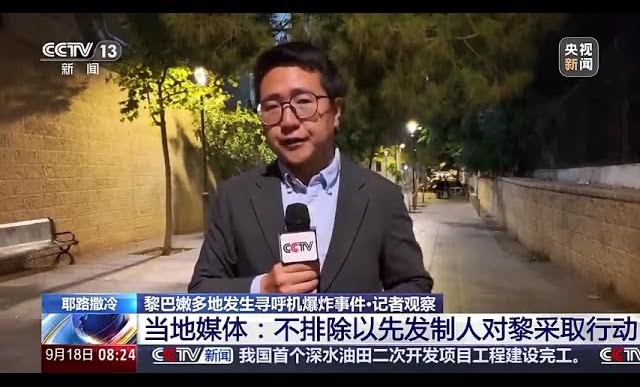 CCTV 13
新闻
央视
新闻
CCTV
耶路撒冷
黎巴嫩多地发生寻呼机爆炸事件·记者观察
当地媒体：不排除以先发制人对黎采取行动
9月18日 08:24
CCTV 新闻 我国首个深水油田二次开发项目工程建设完工。 CCTV 新闻